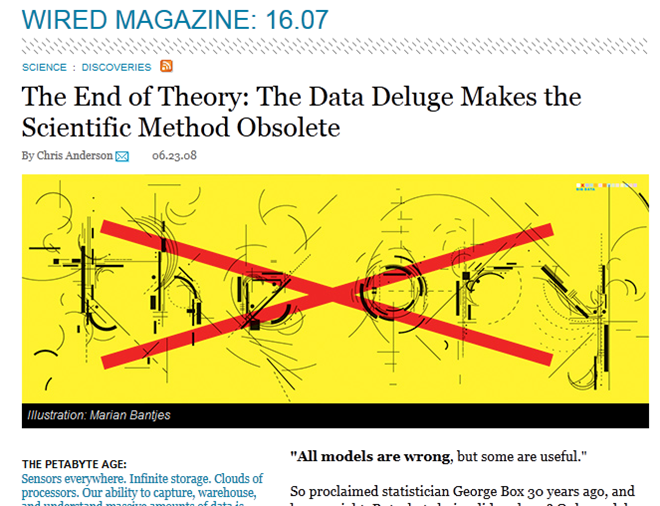 WIRED MAGAZINE: 16.07
SCIENCE : DISCOVERIES
The End of Theory: The Data Deluge Makes the
Scientific Method Obsolete
By Chris Anderson 06.23.08
theory
Illustration: Marian Bantjes
THE PETABYTE AGE:
Sensors everywhere. Infinite storage. Clouds of
processors. Our ability to capture, warehouse,
and understand massive amounts of data is
"All models are wrong, but some are useful."
So proclaimed statistician George Box 30 years ago, and